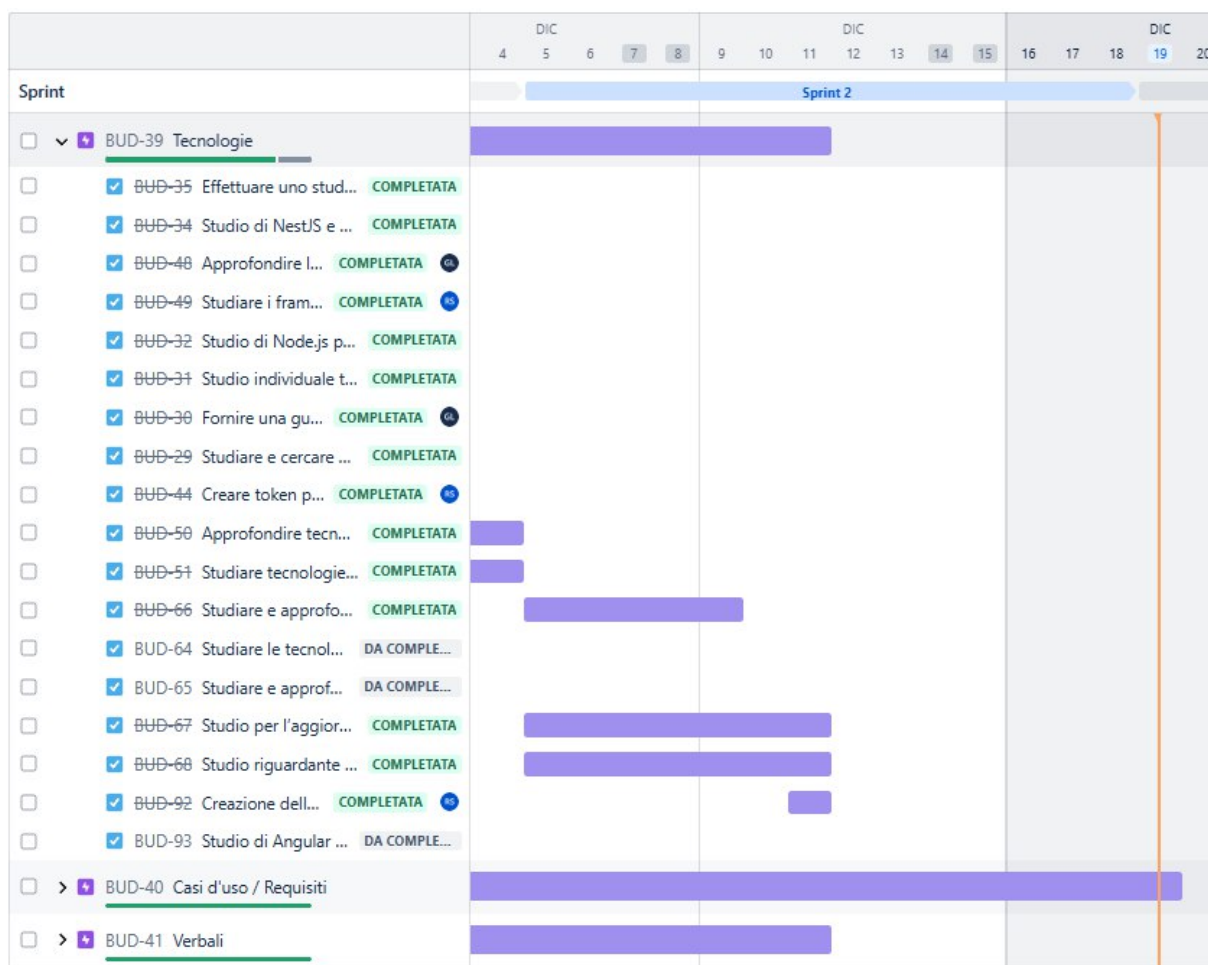 DIC DIC DIC
4 5 6 7 8 9 10 11 12 13 14 15 16 17 18 19 20
Sprint Sprint 2
BUD-39 Tecnologie
BUD-35 Effettuare uno stud... COMPLETATA
BUD-34 Studio di NestJS e ... COMPLETATA
BUD-48 Approfondire l... COMPLETATA GL
BUD-49 Studiare i fram... COMPLETATA RS
BUD-32 Studio di Node.js p... COMPLETATA
BUD-31 Studio individuale t... COMPLETATA
BUD-30 Fornire una gu... COMPLETATA GL
BUD-29 Studiare e cercare ... COMPLETATA
BUD-44 Creare token p... COMPLETATA RS
BUD-50 Approfondire tecn... COMPLETATA
BUD-51 Studiare tecnologie... COMPLETATA
BUD-66 Studiare e approfo... COMPLETATA
BUD-64 Studiare le tecnol... DA COMPLE...
BUD-65 Studiare e approf... DA COMPLE...
BUD-67 Studio per l'aggior... COMPLETATA
BUD-68 Studio riguardante ... COMPLETATA
BUD-92 Creazione dell... COMPLETATA RS
BUD-93 Studio di Angular ... DA COMPLE...
BUD-40 Casi d'uso / Requisiti
BUD-41 Verbali